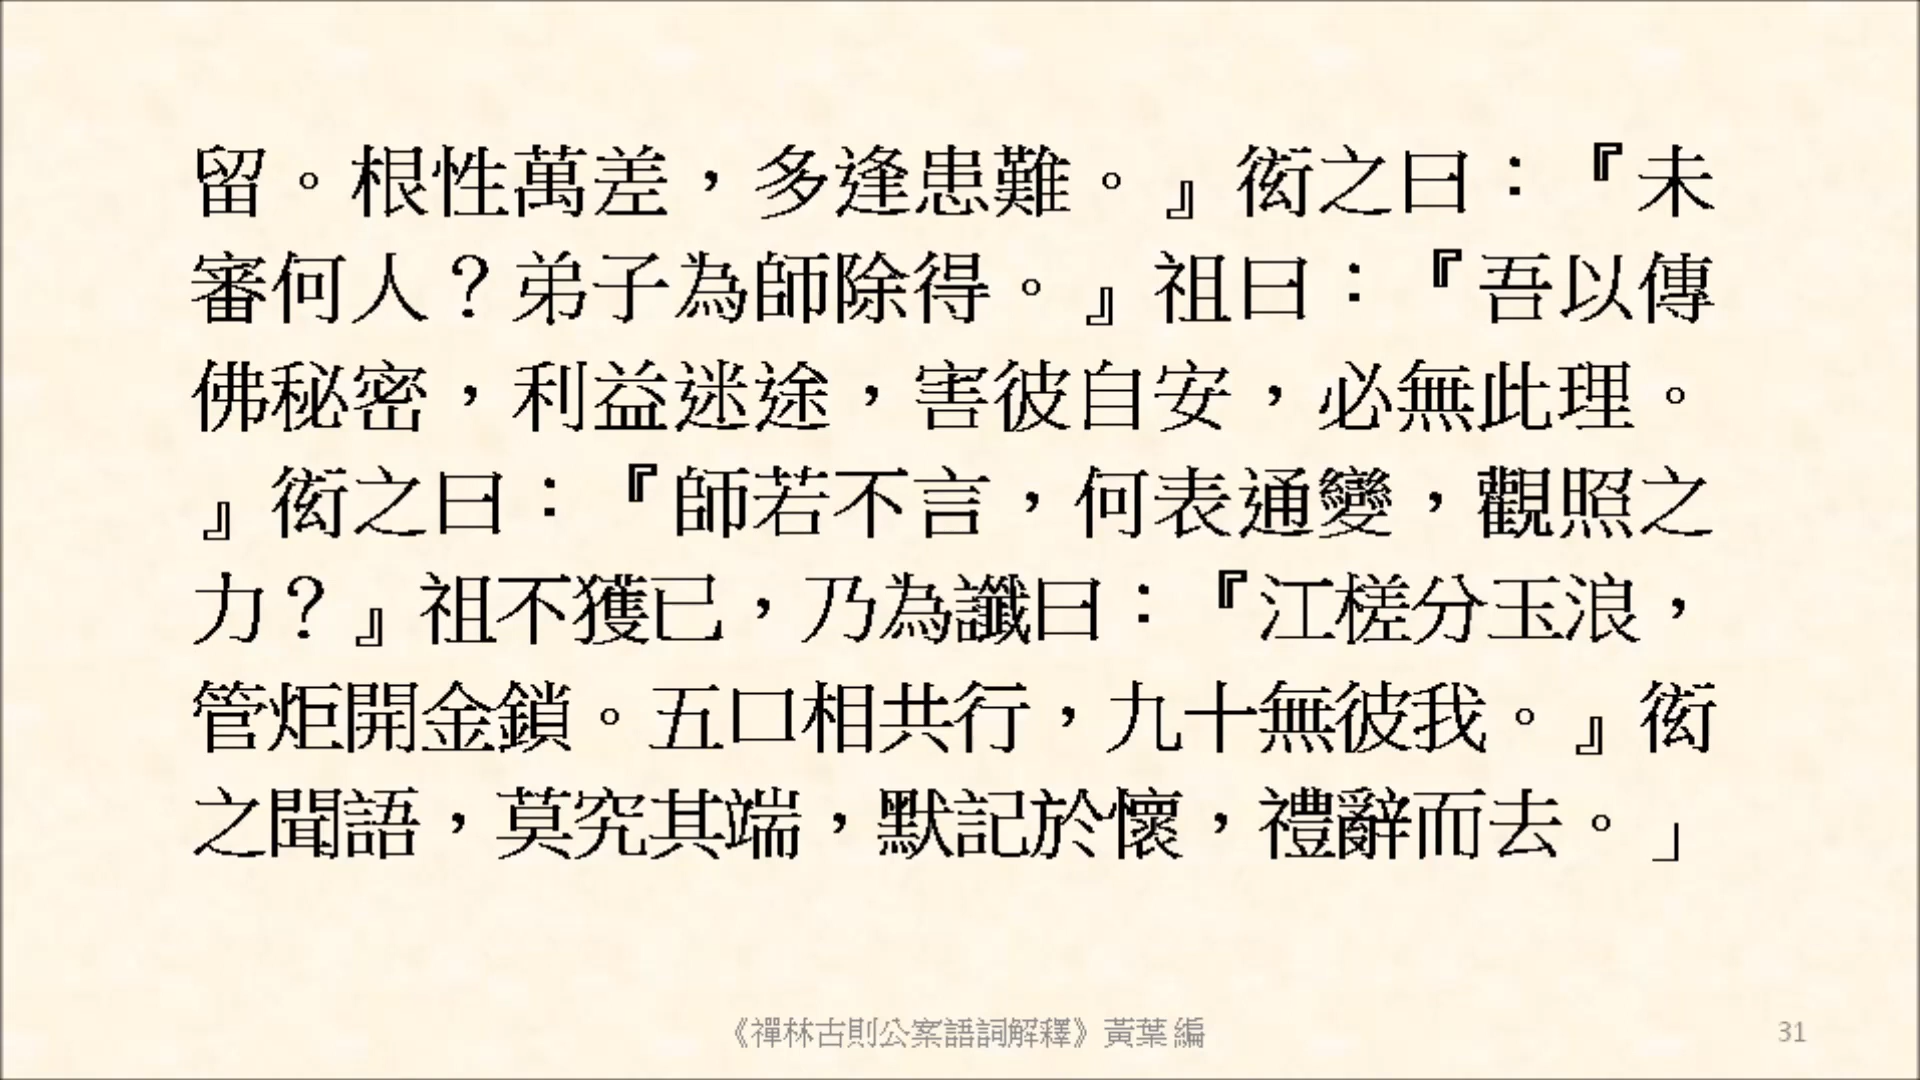 留。根性萬差，多逢患難。』衒之曰：『未
審何人？弟子為師除得。』祖曰：『吾以傳
佛秘密，利益迷途，害彼自安，必無此理。
』衒之曰：『師若不言，何表通變，觀照之
力？』祖不獲已，乃為讖曰：『江槎分玉浪，
管炬開金鎖。五口相共行，九十無彼我。』衒
之聞語，莫究其端，默記於懷，禮辭而去。」
《禪林古則公案語詞解釋》黃葉 編
31